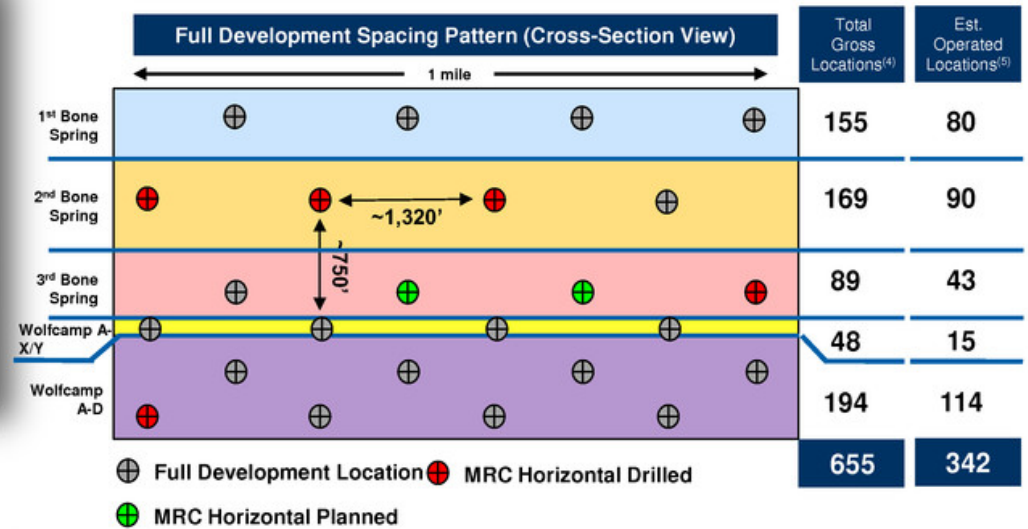 Full Development Spacing Pattern (Cross-Section View)
Total
Gross
Locations(4)
Est.
Operated
Locations(5)
1 mile
1st Bone
Spring
155
80
2nd Bone
Spring
~1,320'
169
90
~750'
3rd Bone
Spring
89
43
Wolfcamp A-
X/Y
48
15
Wolfcamp
A-D
194
114
655
342
Full Development Location
MRC Horizontal Drilled
MRC Horizontal Planned